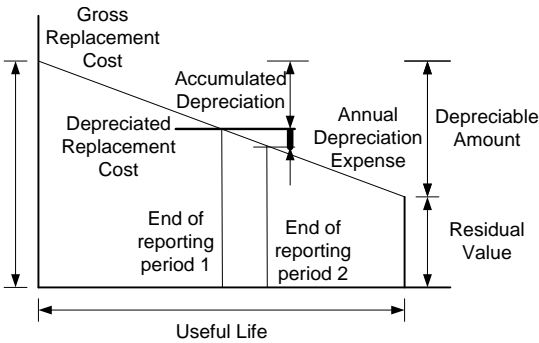 Gross
Replacement
Cost
Accumulated
Depreciation
Depreciated
Replacement
Cost
Annual
Depreciation
Expense
Depreciable
Amount
End of
reporting
period 1
End of
reporting
period 2
Residual
Value
Useful Life